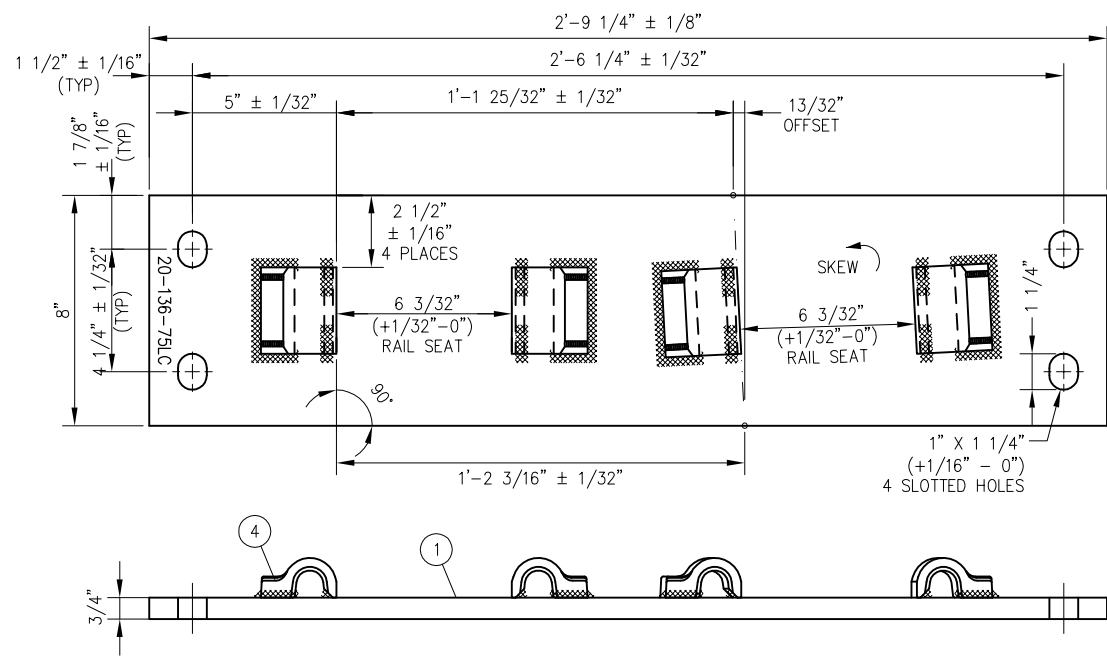 2'-9 1/4" ± 1/8"
1 1/2" ± 1/16"
(TYP)
2'-6 1/4" ± 1/32"
5" ± 1/32"
1'-1 25/32" ± 1/32"
13/32"
OFFSET
1 7/8"
± 1/16"
(TYP)
2 1/2"
± 1/16"
4 PLACES
8"
4 1/4" ± 1/32"
(TYP)
20-136-75LC
6 3/32"
(+1/32"-0")
RAIL SEAT
SKEW
6 3/32"
(+1/32"-0")
RAIL SEAT
1 1/4"
90°
1'-2 3/16" ± 1/32"
1" X 1 1/4"
(+1/16" - 0")
4 SLOTTED HOLES
4
1
3/4"